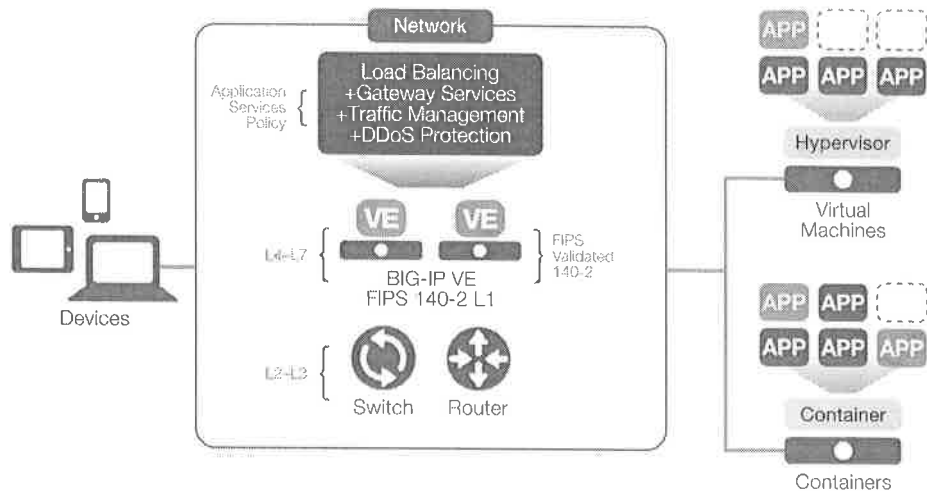 Network
Load Balancing
+Gateway Services
+Traffic Management
+DDoS Protection
Application
Services
Policy
VE
VE
L4–L7
FIPS
Validated
140-2
BIG-IP VE
FIPS 140-2 L1
L2–L3
Switch
Router
Devices
APP
APP
APP
APP
Hypervisor
Virtual
Machines
APP
APP
APP
APP
APP
Container
Containers